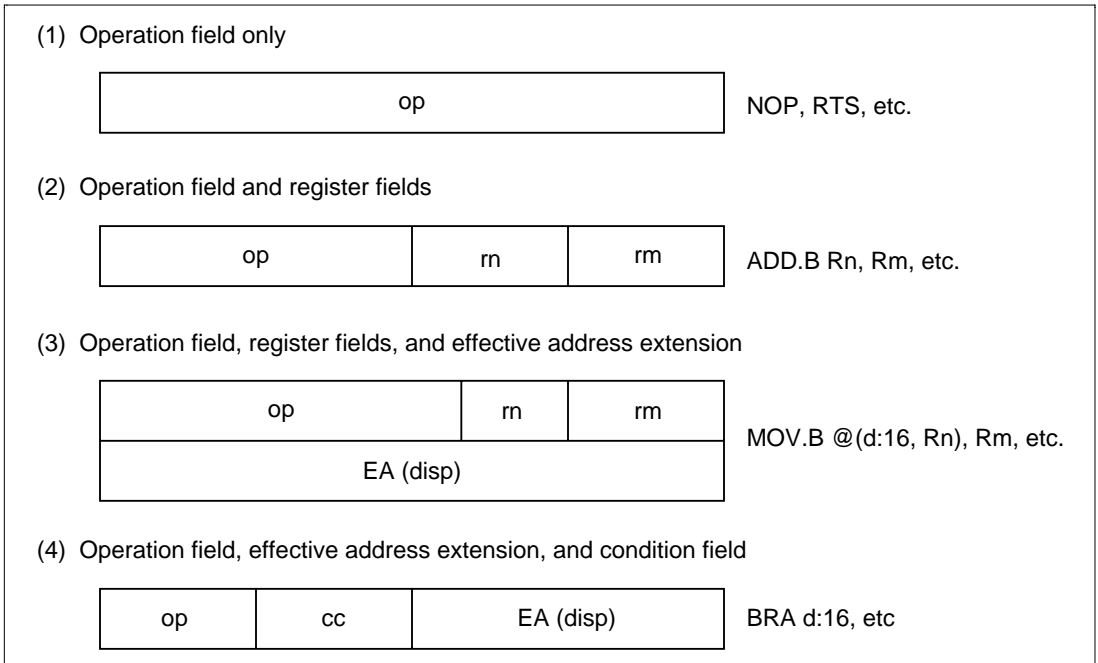 (1) Operation field only
op
NOP, RTS, etc.
(2) Operation field and register fields
op rn rm
ADD.B Rn, Rm, etc.
(3) Operation field, register fields, and effective address extension
op rn rm
MOV.B @(d:16, Rn), Rm, etc.
EA (disp)
(4) Operation field, effective address extension, and condition field
op cc EA (disp)
BRA d:16, etc